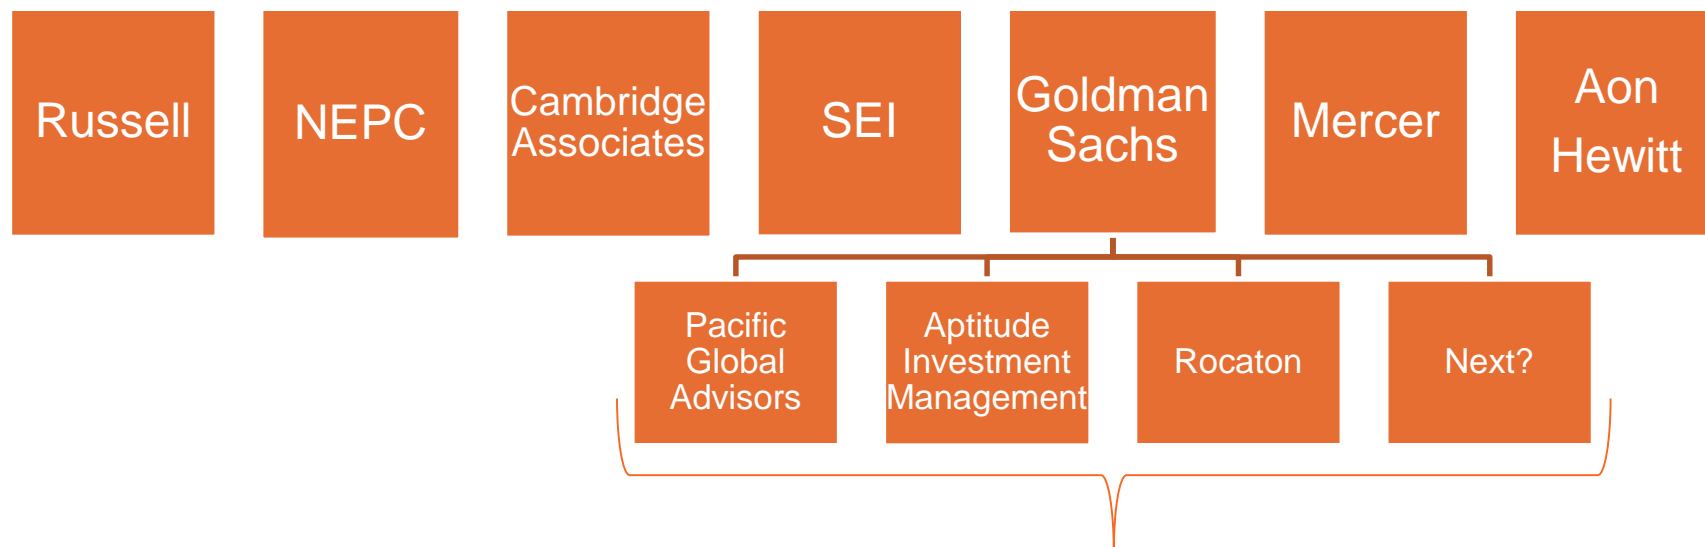 Russell
NEPC
Cambridge
Associates
SEI
Goldman
Sachs
Mercer
Aon
Hewitt
Pacific
Global
Advisors
Aptitude
Investment
Management
Rocaton
Next?